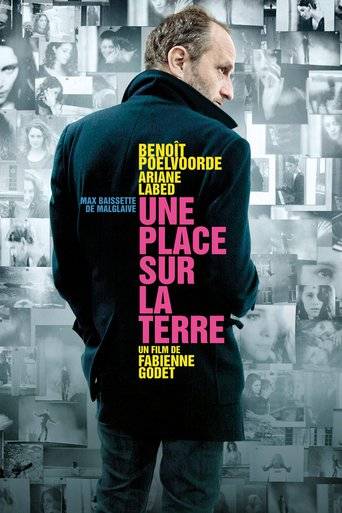 BENOÎT
POELVOORDE
ARIANE
LABED
MAX BAISSETTE
DE MALGLAIVE
UNE
PLACE
SUR
LA
TERRE
UN FILM DE
FABIENNE
GODET